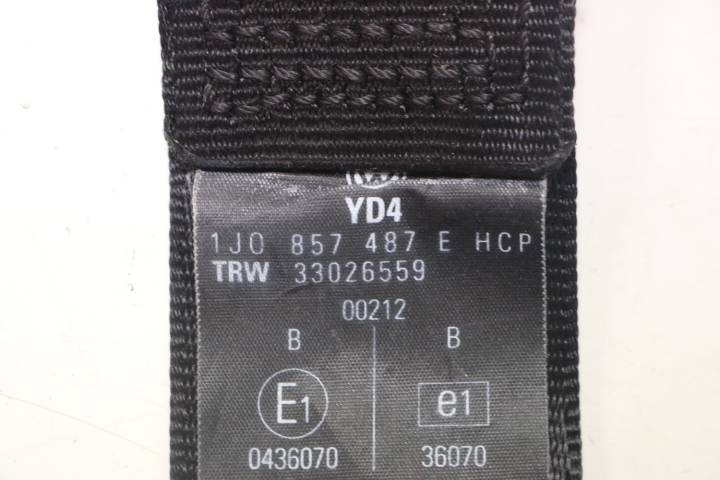 YD4
1J0 857 487 E HCP
TRW 33026559
00212
B B
E1 e1
0436070 36070